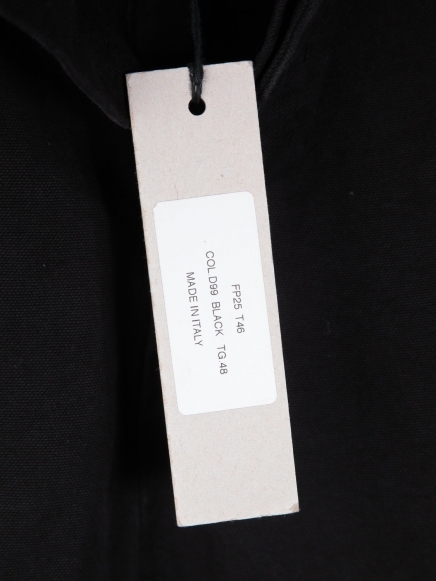 FP25 T46
COL D99 BLACK TG 48
MADE IN ITALY